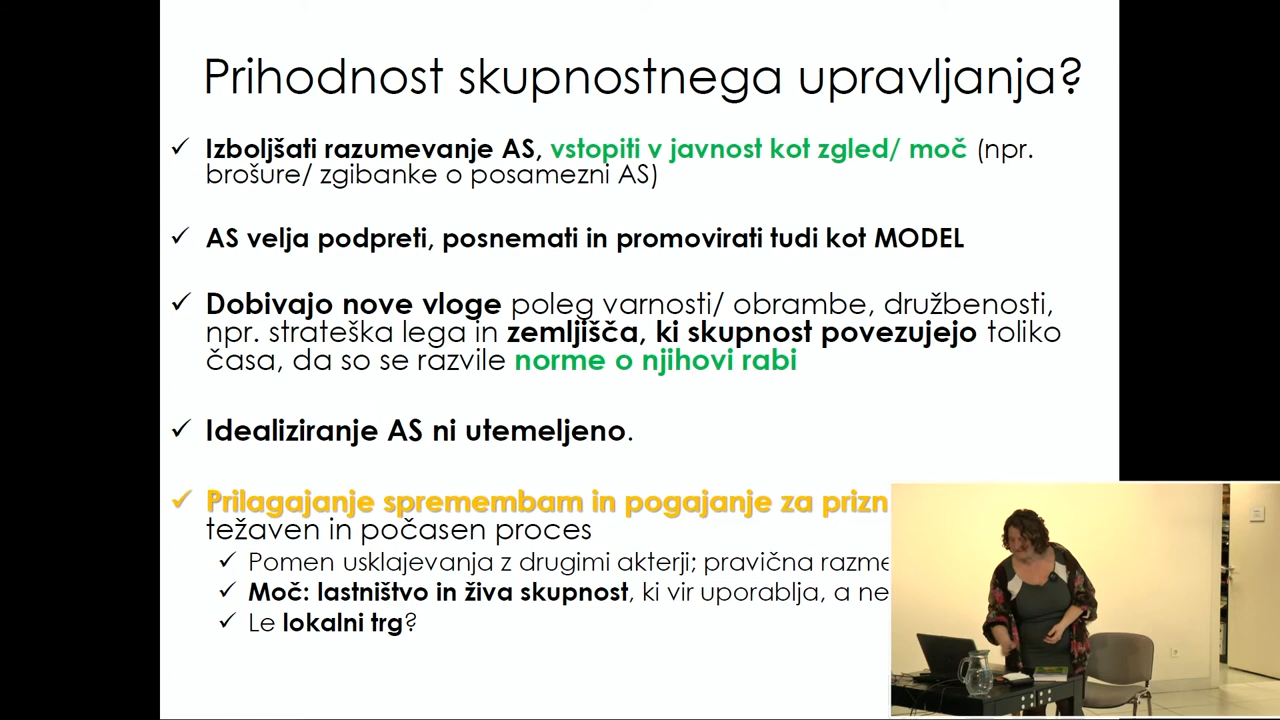 Prihodnost skupnostnega upravljanja?
✓ Izboljšati razumevanje AS, vstopiti v javnost kot zgled/ moč (npr.
brošure/ zgibanke o posamezni AS)
✓ AS velja podpreti, posnemati in promovirati tudi kot MODEL
✓ Dobivajo nove vloge poleg varnosti/ obrambe, družbenosti,
npr. strateška lega in zemljišča, ki skupnost povezujejo toliko
časa, da so se razvile norme o njihovi rabi
✓ Idealiziranje AS ni utemeljeno.
✓ Prilagajanje spremembam in pogajanje za
težaven in počasen proces
✓ Pomen usklajevanja z drugimi akterji; pravična
✓ Moč: lastništvo in živa skupnost, ki vir uporablja, a
✓ Le lokalni trg?